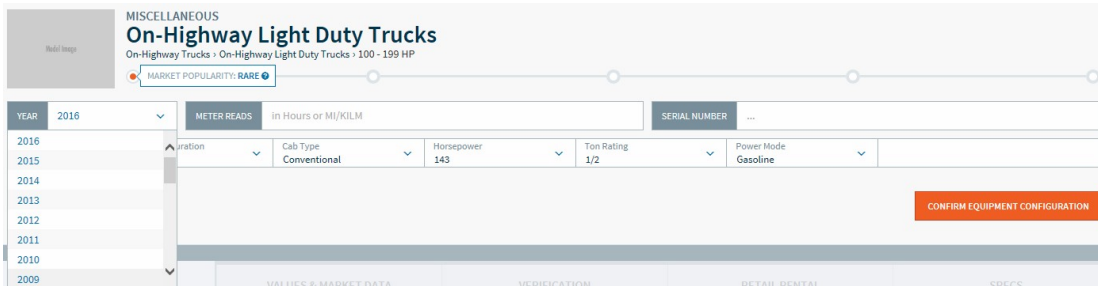 MISCELLANEOUS
On-Highway Light Duty Trucks
On-Highway Trucks › On-Highway Light Duty Trucks › 100 - 199 HP
Model Image
MARKET POPULARITY: RARE
YEAR 2016
METER READS in Hours or MI/KILM
SERIAL NUMBER ...
2016
2015
2014
2013
2012
2011
2010
2009
uration
Cab Type
Conventional
Horsepower
143
Ton Rating
1/2
Power Mode
Gasoline
CONFIRM EQUIPMENT CONFIGURATION
VALUES & MARKET DATA
VERIFICATION
RETAIL RENTAL
SPECS